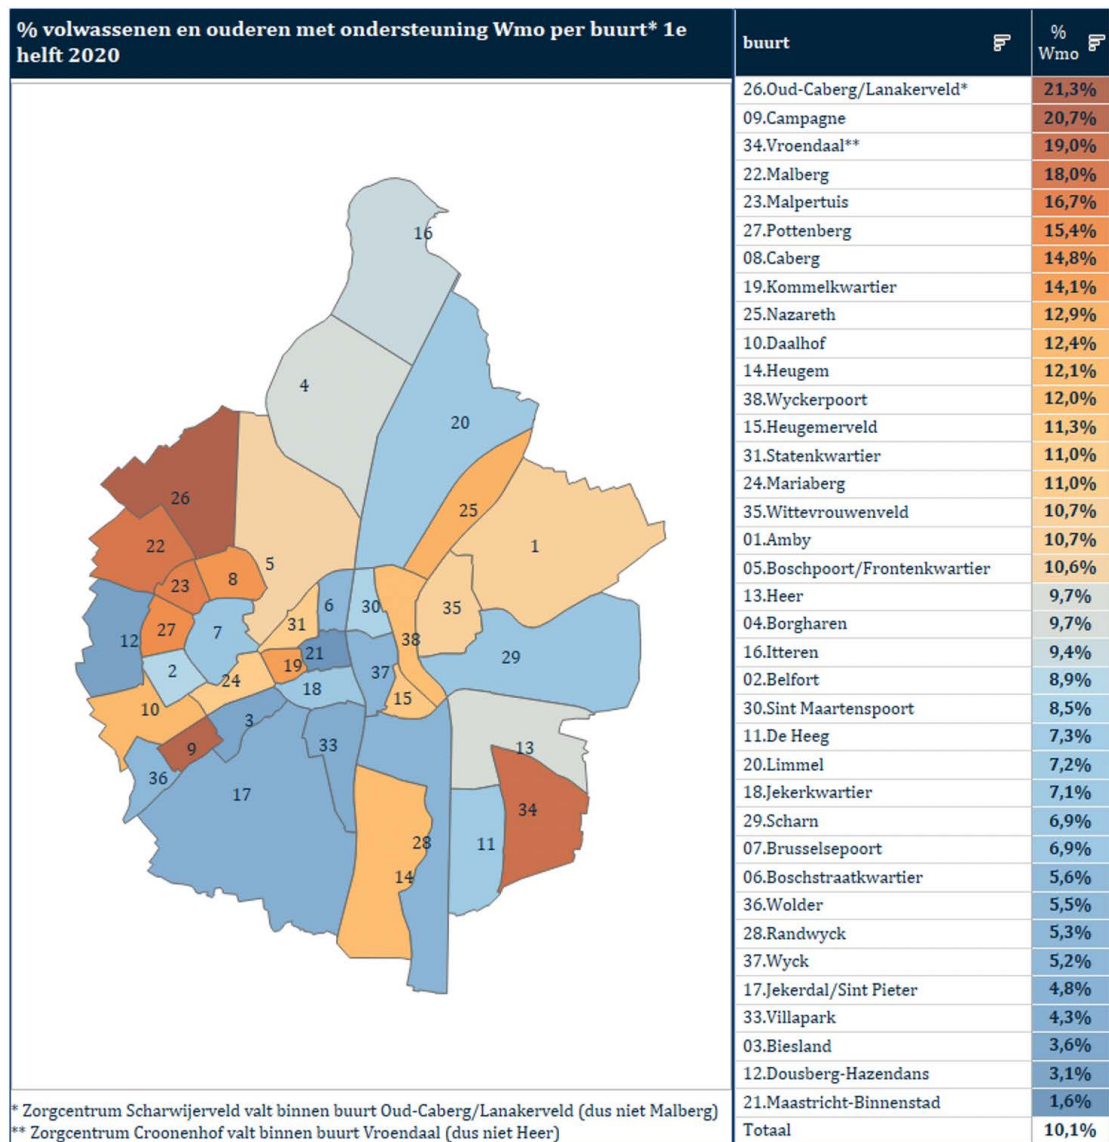 % volwassenen en ouderen met ondersteuning Wmo per buurt* 1e
helft 2020
16
4
20
26
25
22
1
5
23
8
6
30
35
31
27
7
12
38
21
29
2
19
37
24
18
15
10
3
9
33
13
36
17
34
28
11
14
* Zorgcentrum Scharwijerveld valt binnen buurt Oud-Caberg/Lanakerveld (dus niet Malberg)
** Zorgcentrum Croonenhof valt binnen buurt Vroendaal (dus niet Heer)
buurt % Wmo
26.Oud-Caberg/Lanakerveld* 21,3%
09.Campagne 20,7%
34.Vroendaal** 19,0%
22.Malberg 18,0%
23.Malpertuis 16,7%
27.Pottenberg 15,4%
08.Caberg 14,8%
19.Kommelkwartier 14,1%
25.Nazareth 12,9%
10.Daalhof 12,4%
14.Heugem 12,1%
38.Wyckerpoort 12,0%
15.Heugemerveld 11,3%
31.Statenkwartier 11,0%
24.Mariaberg 11,0%
35.Wittevrouwenveld 10,7%
01.Amby 10,7%
05.Boschpoort/Frontenkwartier 10,6%
13.Heer 9,7%
04.Borgharen 9,7%
16.Itteren 9,4%
02.Belfort 8,9%
30.Sint Maartenspoort 8,5%
11.De Heeg 7,3%
20.Limmel 7,2%
18.Jekerkwartier 7,1%
29.Scharn 6,9%
07.Brusselsepoort 6,9%
06.Boschstraatkwartier 5,6%
36.Wolder 5,5%
28.Randwyck 5,3%
37.Wyck 5,2%
17.Jekerdal/Sint Pieter 4,8%
33.Villapark 4,3%
03.Biesland 3,6%
12.Dousberg-Hazendans 3,1%
21.Maastricht-Binnenstad 1,6%
Totaal 10,1%